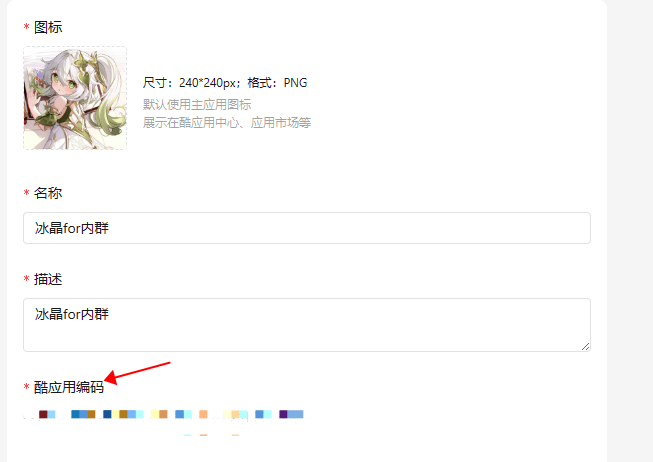 * 图标
尺寸：240*240px；格式：PNG
默认使用主应用图标
展示在酷应用中心、应用市场等
* 名称
冰晶for内群
* 描述
冰晶for内群
* 酷应用编码